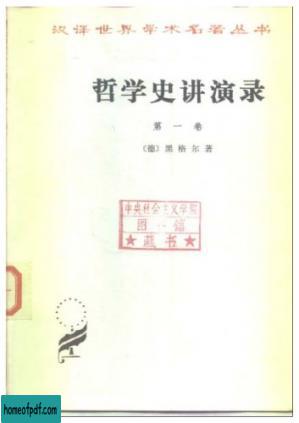 汉译世界学术名著丛书
哲学史讲演录
第一卷
〔德〕黑格尔著
中央社会主义学院
图书馆
★藏书★
homeofpdf.com